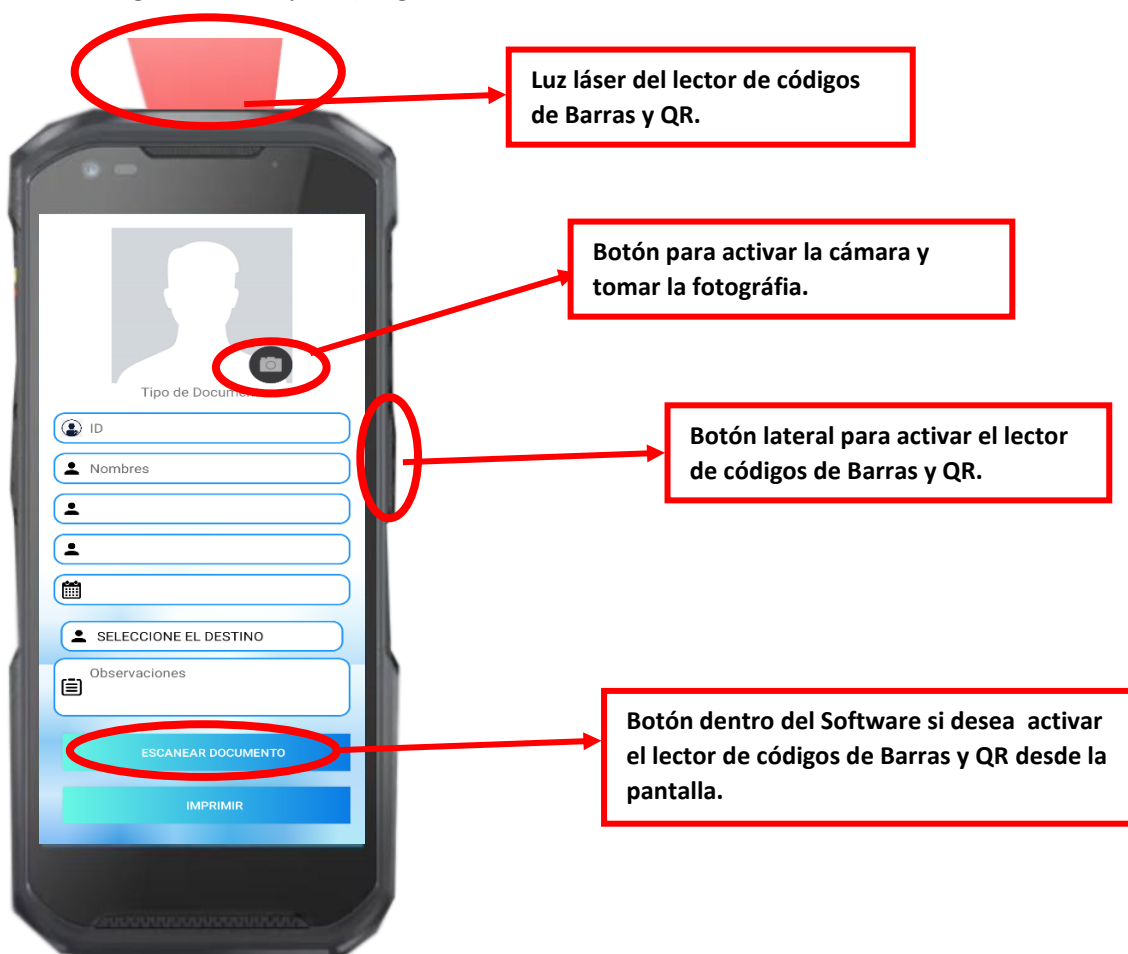 Luz láser del lector de códigos
de Barras y QR.
Botón para activar la cámara y
tomar la fotográfia.
Tipo de
ID
Nombres
Botón lateral para activar el lector
de códigos de Barras y QR.
SELECCIONE EL DESTINO
Observaciones
ESCANEAR DOCUMENTO
IMPRIMIR
Botón dentro del Software si desea activar
el lector de códigos de Barras y QR desde la
pantalla.